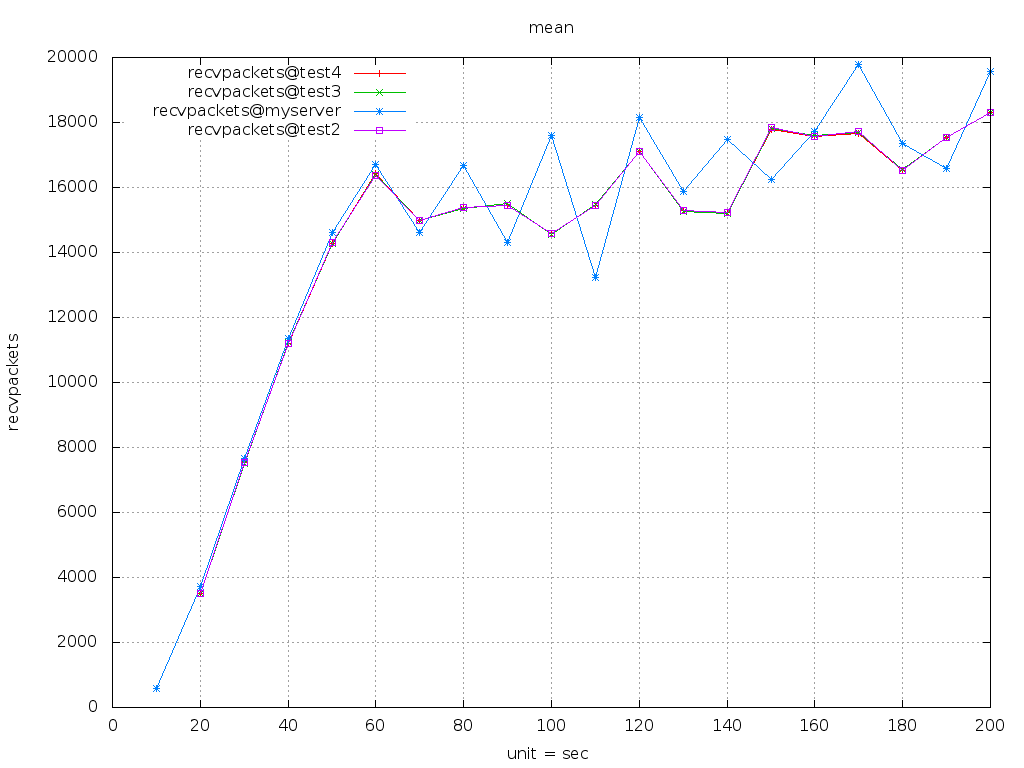 mean
20000
18000
16000
14000
12000
10000
8000
6000
4000
2000
0
recvpackets@test4
recvpackets@test3
recvpackets@myserver
recvpackets@test2
recvpackets
0 20 40 60 80 100 120 140 160 180 200
unit = sec